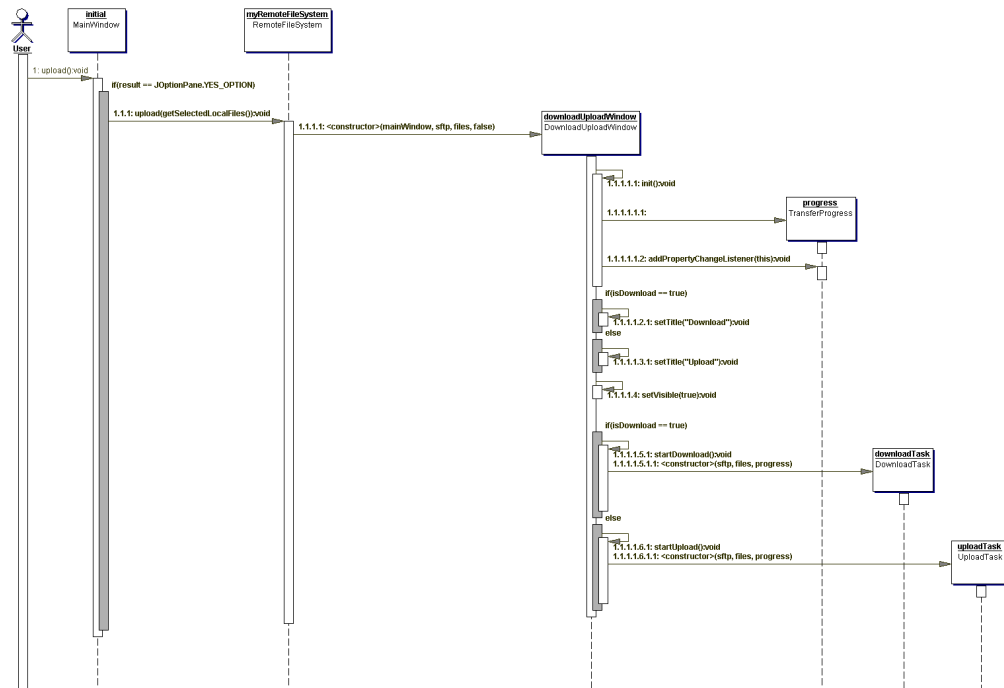 initial
MainWindow
myRemoteFileSystem
RemoteFileSystem
User
1: upload():void
if(result == JOptionPane.YES_OPTION)
1.1.1: upload(getSelectedLocalFiles()):void
1.1.1.1: <constructor>(mainWindow, sftp, files, false)
downloadUploadWindow
DownloadUploadWindow
1.1.1.1.1: init():void
progress
TransferProgress
1.1.1.1.1.1:
1.1.1.1.1.2: addPropertyChangeListener(this):void
if(isDownload == true)
1.1.1.1.2.1: setTitle("Download"):void
else
1.1.1.1.3.1: setTitle("Upload"):void
1.1.1.1.4: setVisible(true):void
if(isDownload == true)
1.1.1.1.5.1: startDownload():void
1.1.1.1.5.1.1: <constructor>(sftp, files, progress)
downloadTask
DownloadTask
else
1.1.1.1.6.1: startUpload():void
1.1.1.1.6.1.1: <constructor>(sftp, files, progress)
uploadTask
UploadTask